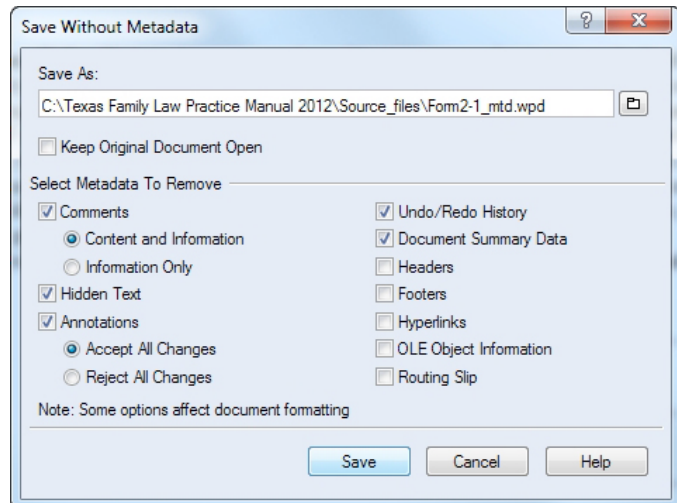 Save Without Metadata
Save As:
C:\Texas Family Law Practice Manual 2012\Source_files\Form2-1_mtd.wpd
Keep Original Document Open
Select Metadata To Remove
Comments
Content and Information
Information Only
Hidden Text
Annotations
Accept All Changes
Reject All Changes
Undo/Redo History
Document Summary Data
Headers
Footers
Hyperlinks
OLE Object Information
Routing Slip
Note: Some options affect document formatting
Save
Cancel
Help